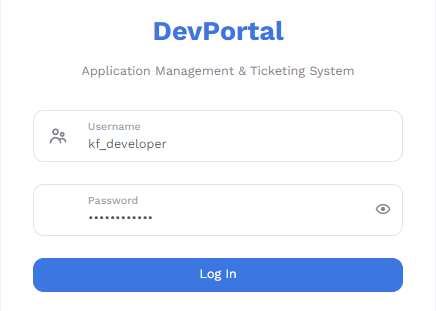 DevPortal
Application Management & Ticketing System
Username
kf_developer
Password
••••••••••••
Log In